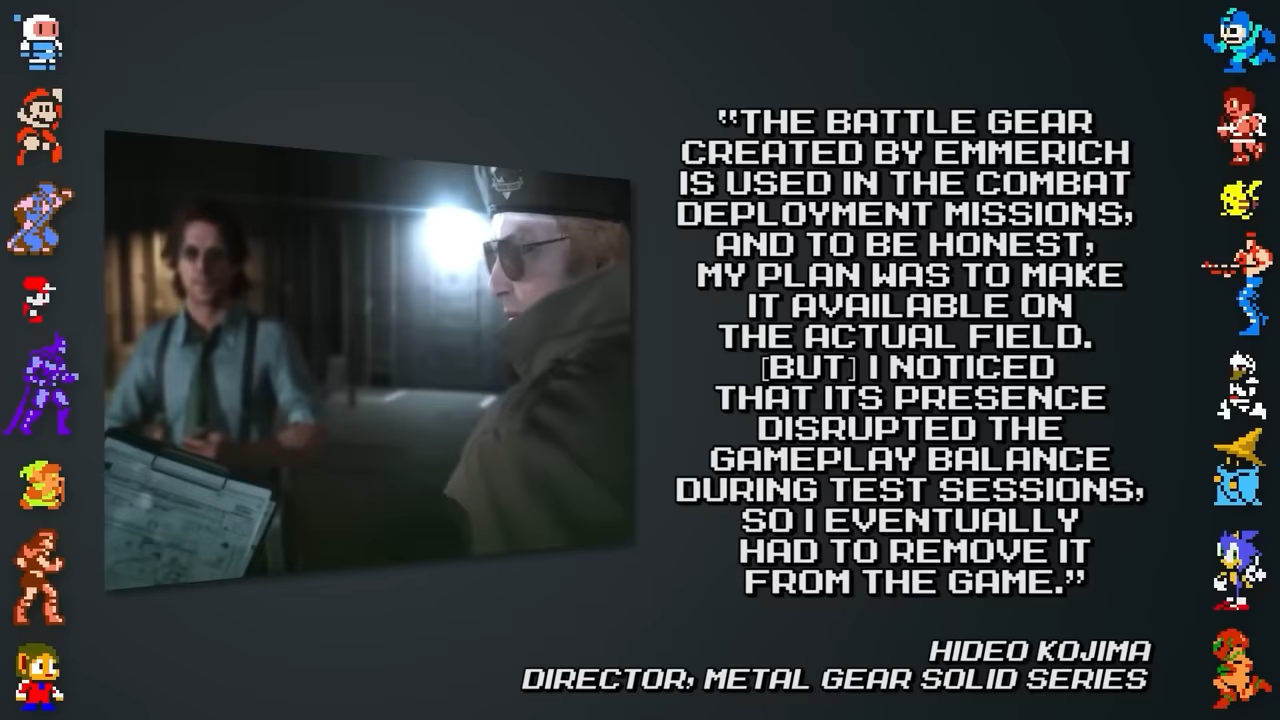 "THE BATTLE GEAR
CREATED BY EMMERICH
IS USED IN THE COMBAT
DEPLOYMENT MISSIONS,
AND TO BE HONEST,
MY PLAN WAS TO MAKE
IT AVAILABLE ON
THE ACTUAL FIELD.
[BUT] I NOTICED
THAT ITS PRESENCE
DISRUPTED THE
GAMEPLAY BALANCE
DURING TEST SESSIONS,
SO I EVENTUALLY
HAD TO REMOVE IT
FROM THE GAME."
HIDEO KOJIMA
DIRECTOR, METAL GEAR SOLID SERIES